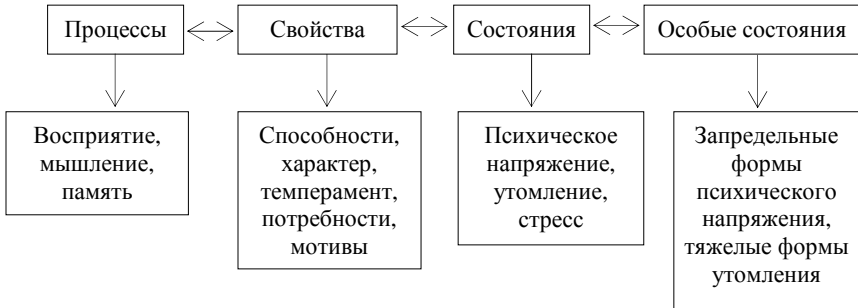 Процессы
Свойства
Состояния
Особые состояния
Восприятие,
мышление,
память
Способности,
характер,
темперамент,
потребности,
мотивы
Психическое
напряжение,
утомление,
стресс
Запредельные
формы
психического
напряжения,
тяжелые формы
утомления